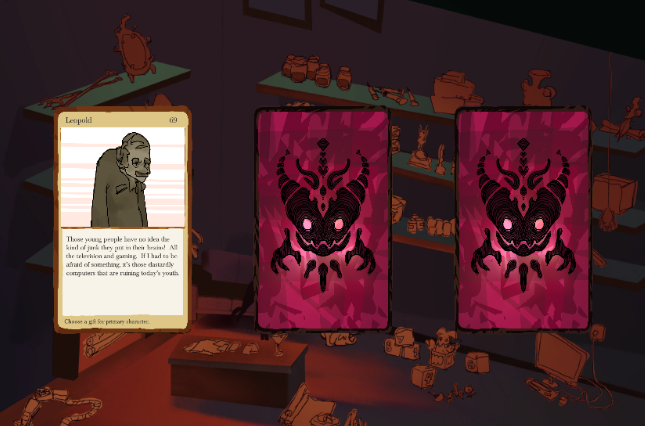 Leopold 69
Those young people have no idea the
kind of junk they put in their brains! All
the television and gaming. If I had to be
afraid of something, it's those dastardly
computers that are ruining today's youth.
Choose a gift for primary character.